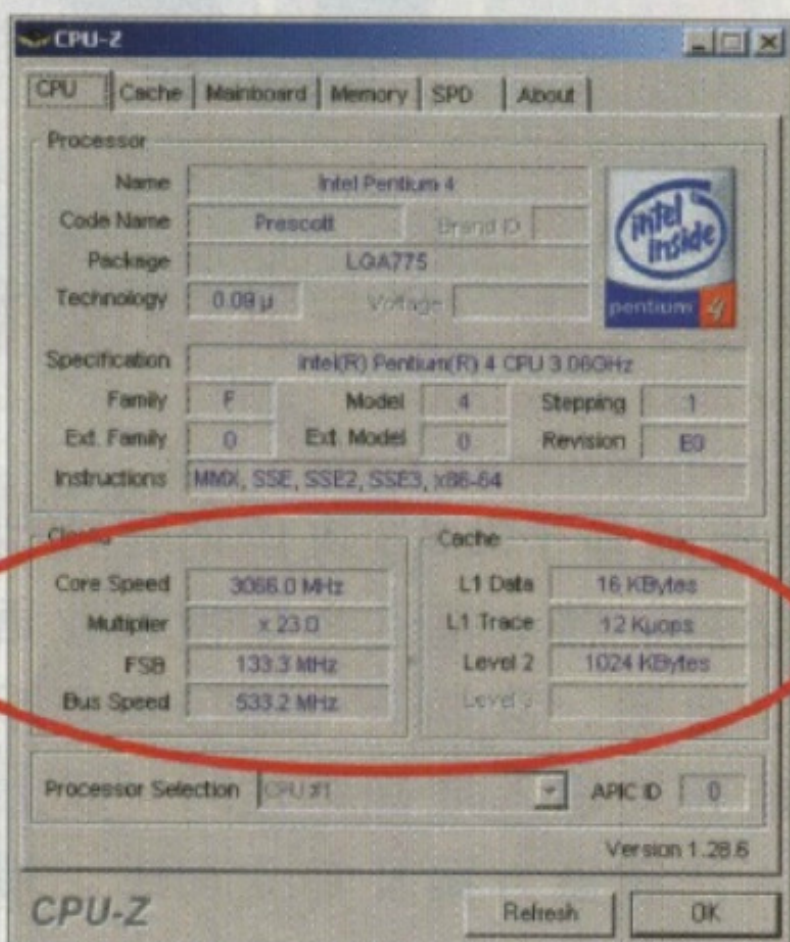 CPU-Z
CPU Cache Mainboard Memory SPD About
Processor
Name Intel Pentium 4
Code Name Prescott Brand ID
Package LGA775
Technology 0.09 µ Voltage
intel inside pentium 4
Specification Intel(R) Pentium(R) 4 CPU 3.06GHz
Family F Model 4 Stepping 1
Ext. Family 0 Ext. Model 0 Revision E0
Instructions MMX, SSE, SSE2, SSE3, x86-64
Cache
Core Speed 3066.0 MHz L1 Data 16 KBytes
Multiplier x 23.0 L1 Trace 12 Kµops
FSB 133.3 MHz Level 2 1024 KBytes
Bus Speed 533.2 MHz Level 3
Processor Selection CPU #1 APIC ID 0
Version 1.28.6
CPU-Z Refresh OK